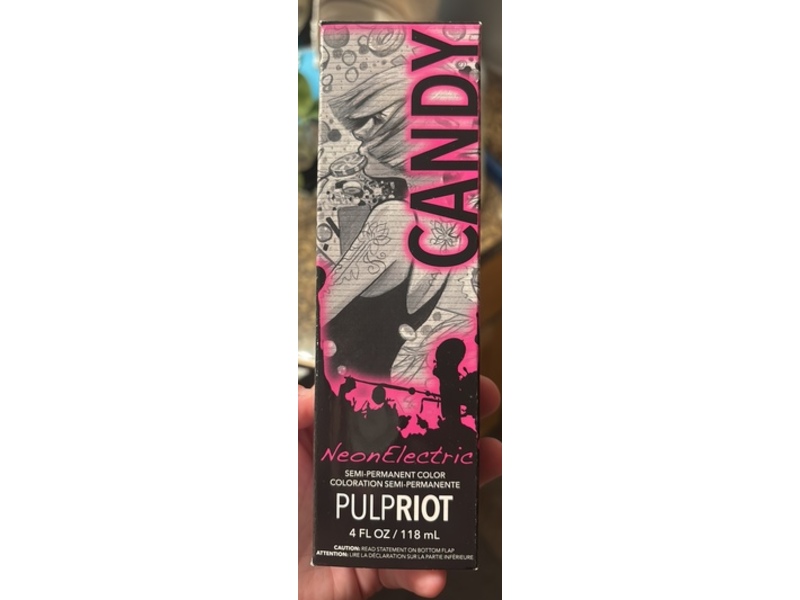 CANDY
NeonElectric
SEMI-PERMANENT COLOR
COLORATION SEMI-PERMANENTE
PULPRIOT
4 FL OZ / 118 mL
CAUTION: READ STATEMENT ON BOTTOM FLAP
ATTENTION: LIRE LA DÉCLARATION SUR LA PARTIE INFÉRIEURE